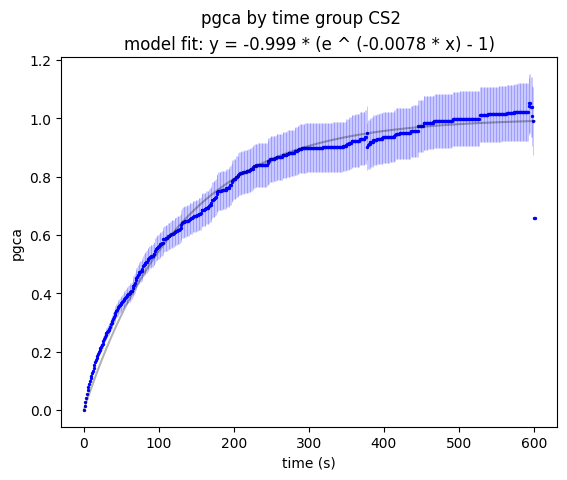 pgca by time group CS2
model fit: y = -0.999 * (e ^ (-0.0078 * x) - 1)
1.2
1.0
0.8
0.6
0.4
0.2
0.0
pgca
0 100 200 300 400 500 600
time (s)